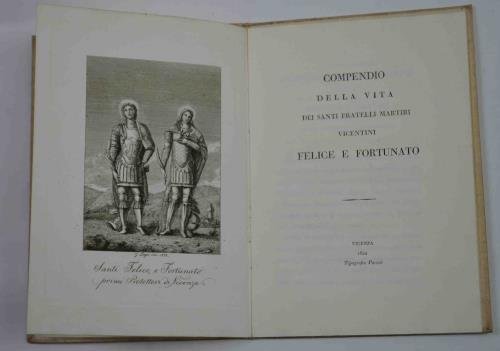 Santi Felice, e Fortunato
primi Protettori di Vicenza
COMPENDIO
DELLA VITA
DEI SANTI FRATELLI MARTIRI
VICENTINI
FELICE E FORTUNATO
VICENZA
Tipografia Parise